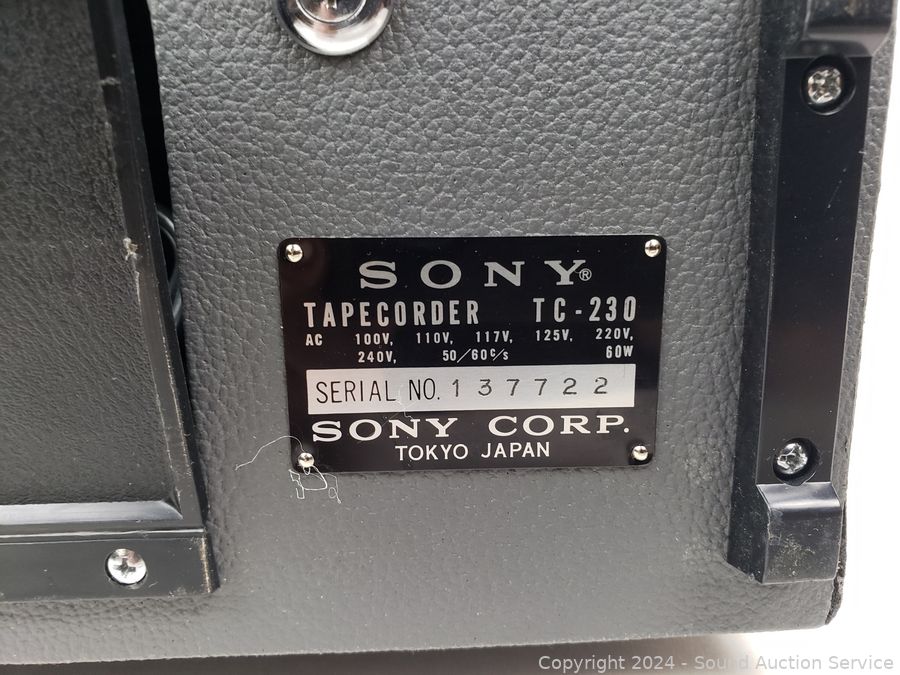 SONY®
TAPECORDER TC-230
AC 100V, 110V, 117V, 125V, 220V,
240V, 50/60c/s 60W
SERIAL NO. 137722
SONY CORP.
TOKYO JAPAN
Copyright 2024 - Sound Auction Service